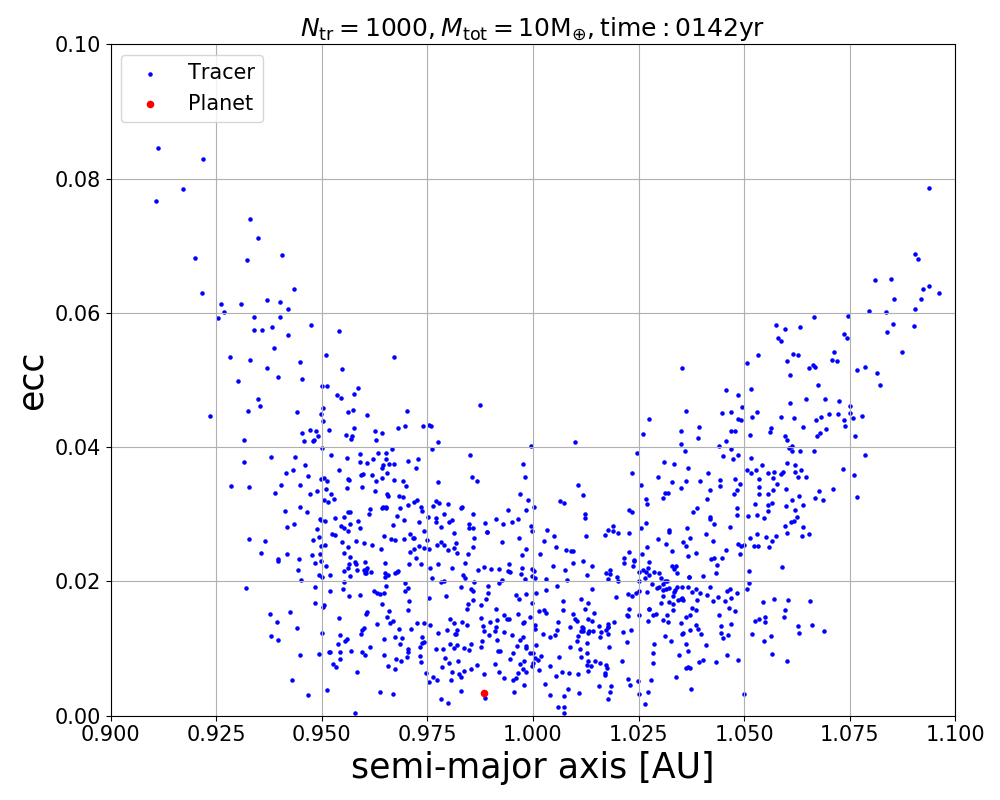 N_tr = 1000, M_tot = 10M_⊕, time : 0142yr
Tracer
Planet
0.10
0.08
0.06
0.04
0.02
0.00
ecc
0.900 0.925 0.950 0.975 1.000 1.025 1.050 1.075 1.100
semi-major axis [AU]